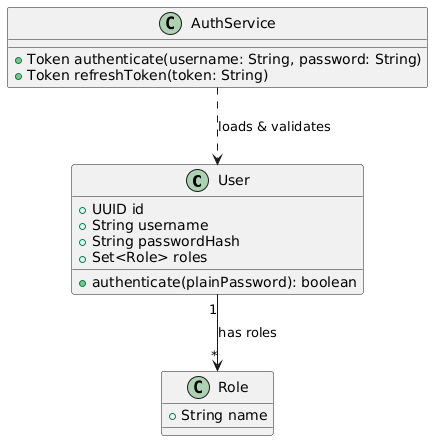 C AuthService
+ Token authenticate(username: String, password: String)
+ Token refreshToken(token: String)
loads & validates
C User
UUID id
String username
String passwordHash
Set<Role> roles
authenticate(plainPassword): boolean
1
has roles
*
C Role
String name